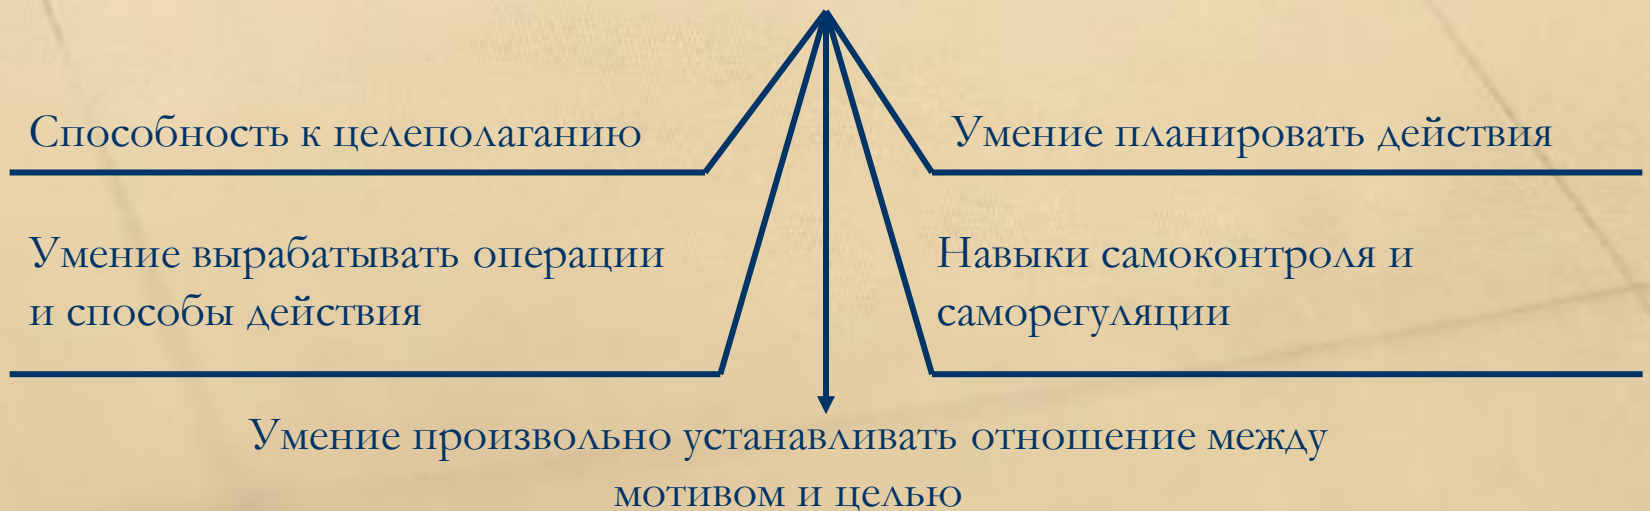 Способность к целеполаганию
Умение планировать действия
Умение вырабатывать операции
и способы действия
Навыки самоконтроля и
саморегуляции
Умение произвольно устанавливать отношение между
мотивом и целью